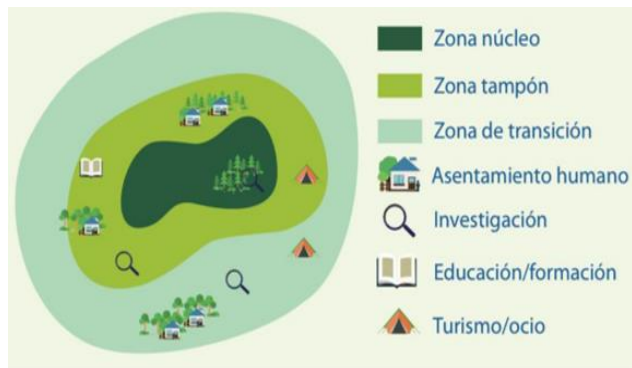 Zona núcleo
Zona tampón
Zona de transición
Asentamiento humano
Investigación
Educación/formación
Turismo/ocio